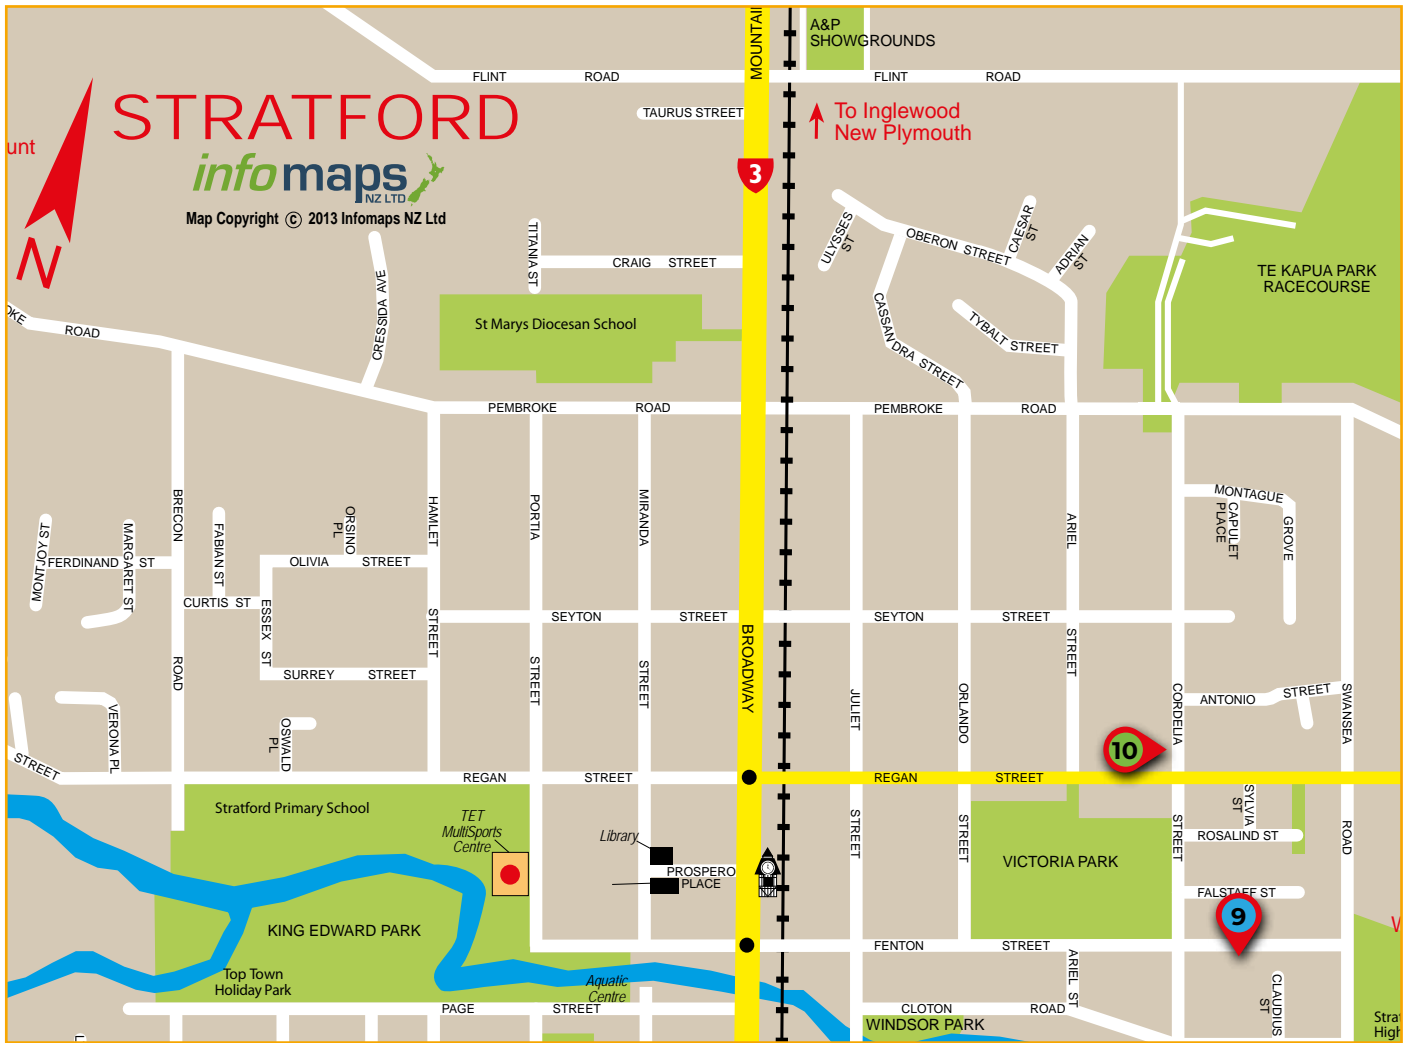 MOUNTAI
A&P
SHOWGROUNDS
FLINT ROAD
FLINT ROAD
STRATFORD
TAURUS STREET
To Inglewood
New Plymouth
unt
infomaps
NZ LTD
Map Copyright © 2013 Infomaps NZ Ltd
N
3
TITANIA ST
CRAIG STREET
ULYSSES ST
OBERON STREET
CAESAR ST
ADRIAN ST
TE KAPUA PARK
RACECOURSE
CRESSIDA AVE
OKE ROAD
St Marys Diocesan School
CASSANDRA STREET
TYBALT STREET
PEMBROKE ROAD
PEMBROKE ROAD
BRECON ROAD
HAMLET STREET
PORTIA STREET
MIRANDA STREET
ARIEL STREET
MONTAGUE GROVE
CAPULET PLACE
MONTJOY ST
FERDINAND ST
MARGARET ST
FABIAN ST
ORSINO PL
OLIVIA STREET
CURTIS ST
ESSEX ST
SEYTON STREET
SEYTON STREET
SURREY STREET
BROADWAY
JULIET STREET
ORLANDO STREET
CORDELIA STREET
ANTONIO STREET
SWANSEA ROAD
VERONA PL
OSWALD PL
STREET
REGAN STREET
REGAN STREET
10
Stratford Primary School
TET
MultiSports
Centre
Library
PROSPERO
PLACE
VICTORIA PARK
SYLVIA ST
ROSALIND ST
FALSTAFF ST
9
KING EDWARD PARK
FENTON STREET
W
Top Town
Holiday Park
Aquatic
Centre
ARIEL ST
CLAUDIUS ST
PAGE STREET
CLOTON ROAD
WINDSOR PARK
Strat
High
L